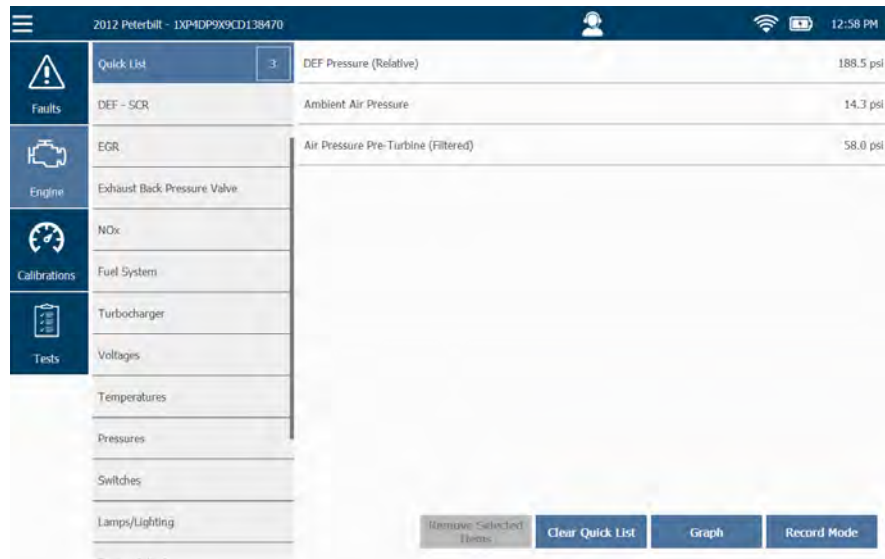 2012 Peterbilt - 1XP4DP9X9CD138470
12:58 PM
Faults
Engine
Calibrations
Tests
Quick List 3
DEF - SCR
EGR
Exhaust Back Pressure Valve
NOx
Fuel System
Turbocharger
Voltages
Temperatures
Pressures
Switches
Lamps/Lighting
DEF Pressure (Relative) 188.5 psi
Ambient Air Pressure 14.3 psi
Air Pressure Pre-Turbine (Filtered) 58.0 psi
Remove Selected
Items
Clear Quick List
Graph
Record Mode